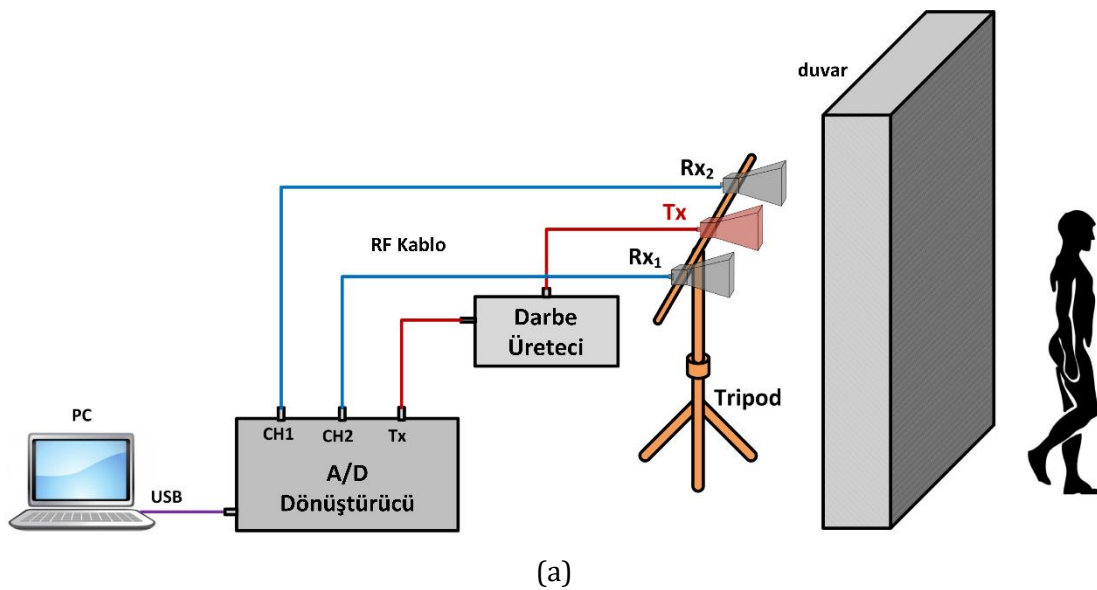 duvar
Rx₂
Tx
RF Kablo
Rx₁
Darbe
Üreteci
Tripod
PC
CH1 CH2 Tx
A/D
Dönüştürücü
USB
(a)